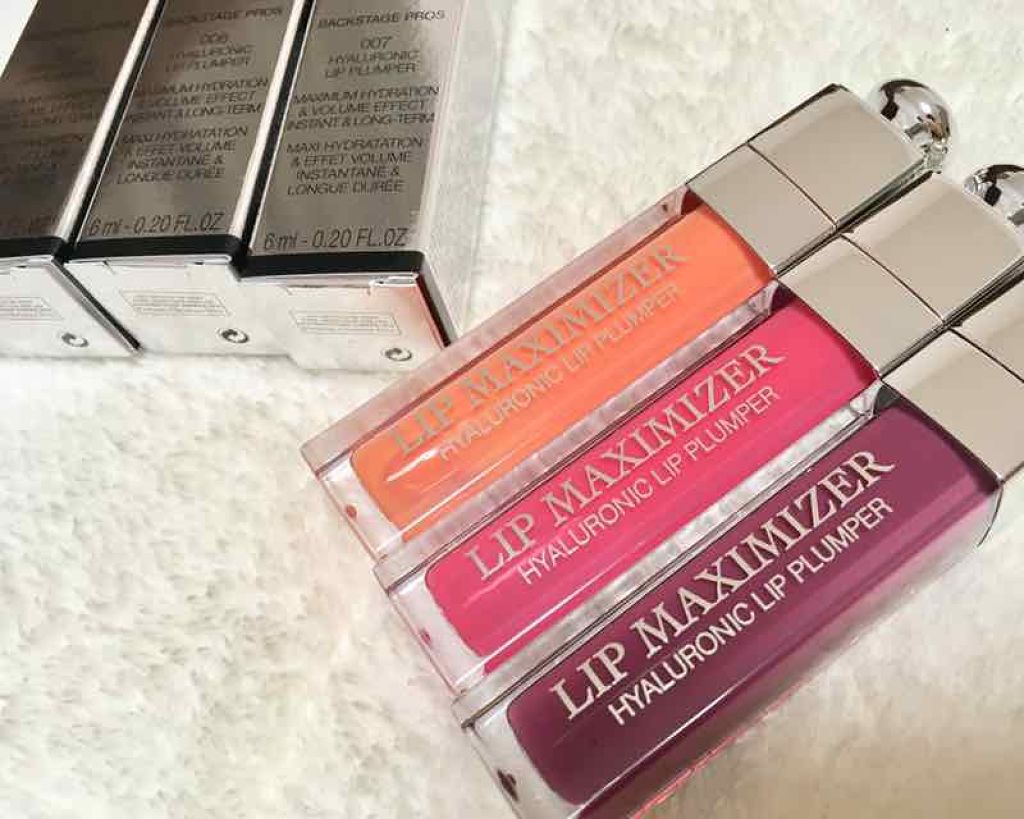 BACKSTAGE PROS
006
HYALURONIC
LIP PLUMPER
MAXIMUM HYDRATION
& VOLUME EFFECT
INSTANT & LONG-TERM
MAXI HYDRATATION
& EFFET VOLUME
INSTANTANE &
LONGUE DURÉE
6 ml - 0.20 FL.OZ
BACKSTAGE PROS
007
HYALURONIC
LIP PLUMPER
MAXIMUM HYDRATION
& VOLUME EFFECT
INSTANT & LONG-TERM
MAXI HYDRATATION
& EFFET VOLUME
INSTANTANE &
LONGUE DURÉE
6 ml - 0.20 FL.OZ
LIP MAXIMIZER
HYALURONIC LIP PLUMPER
LIP MAXIMIZER
HYALURONIC LIP PLUMPER
LIP MAXIMIZER
HYALURONIC LIP PLUMPER